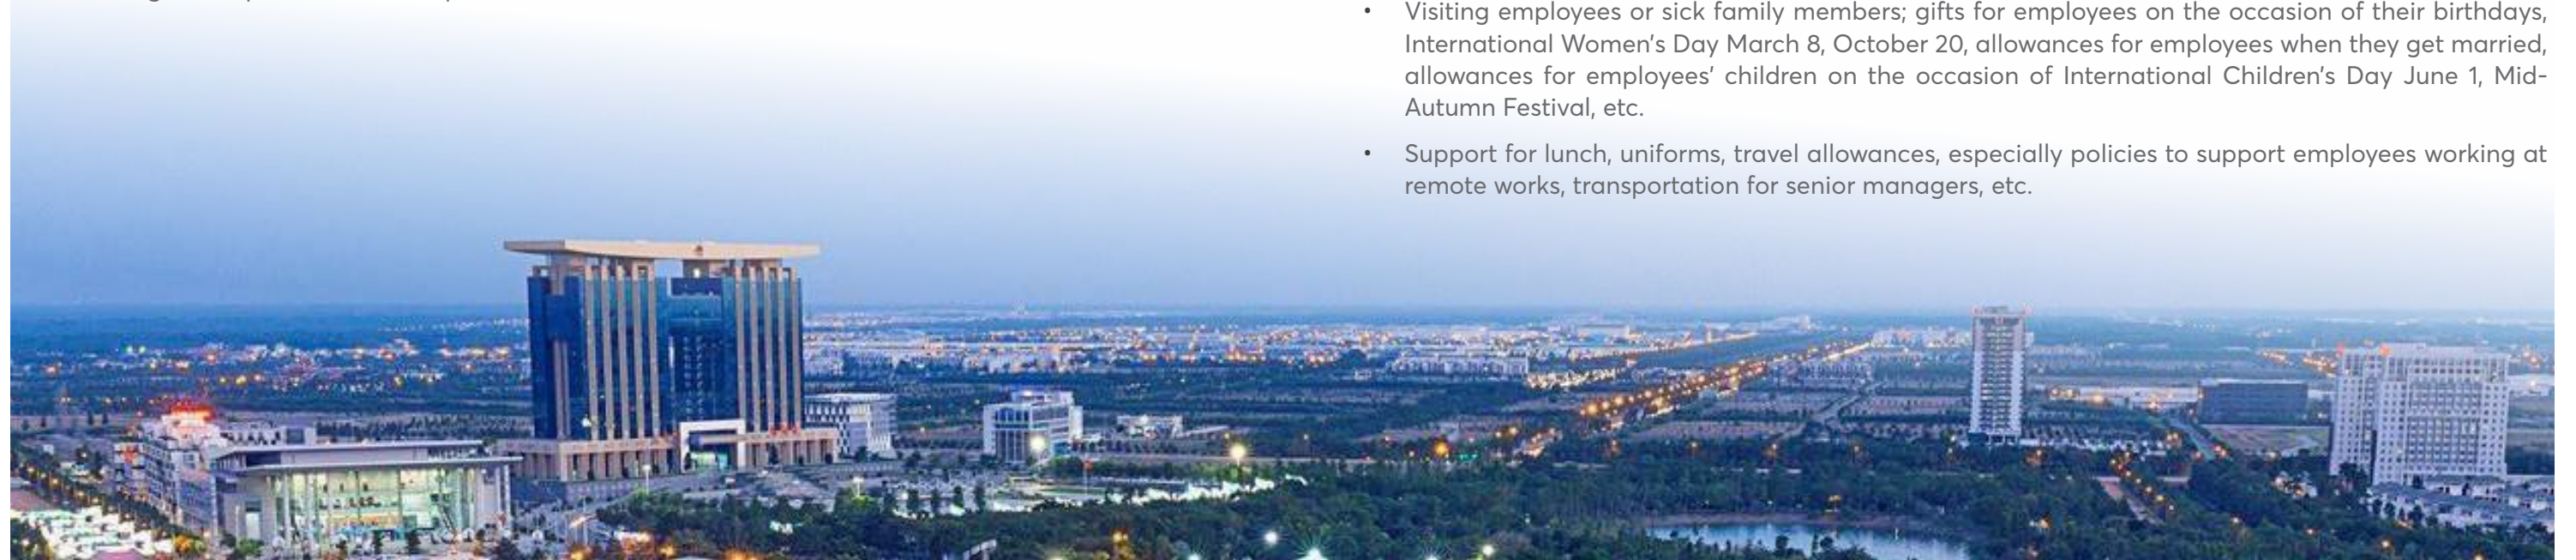 • Visiting employees or sick family members; gifts for employees on the occasion of their birthdays,
International Women's Day March 8, October 20, allowances for employees when they get married,
allowances for employees' children on the occasion of International Children's Day June 1, Mid-
Autumn Festival, etc.
• Support for lunch, uniforms, travel allowances, especially policies to support employees working at
remote works, transportation for senior managers, etc.